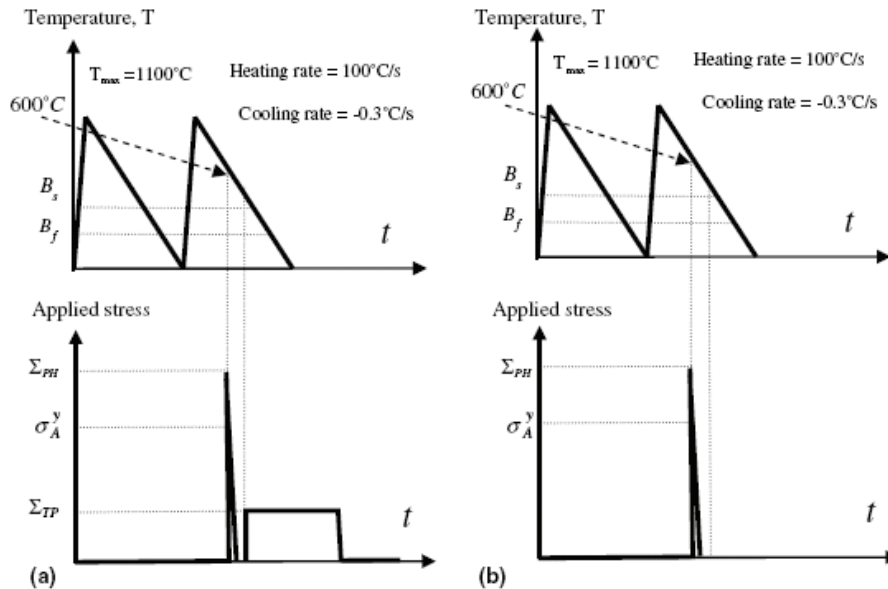 Temperature, T
T_max = 1100°C
Heating rate = 100°C/s
600°C
Cooling rate = -0.3°C/s
B_s
B_f
t
Applied stress
Σ_PH
σ_A^y
Σ_TP
t
(a)
Temperature, T
T_max = 1100°C
Heating rate = 100°C/s
600°C
Cooling rate = -0.3°C/s
B_s
B_f
t
Applied stress
Σ_PH
σ_A^y
t
(b)